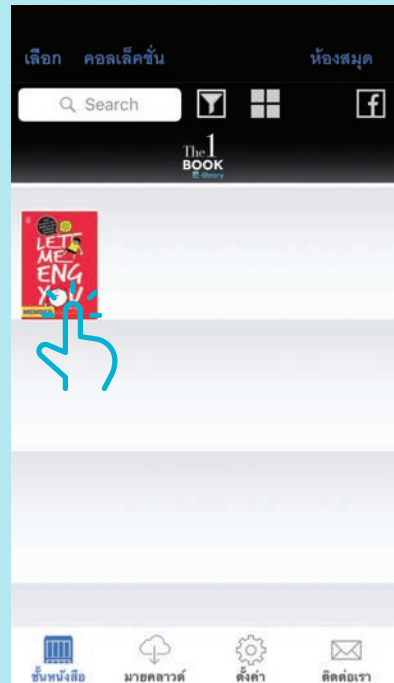 เลือก คอลเล็คชั่น ห้องสมุด
Search
f
The 1
BOOK
e-library
LETT
ME
ENG
YOU
MEMBER
ชั้นหนังสือ มายคลาวด์ ตั้งค่า ติดต่อเรา